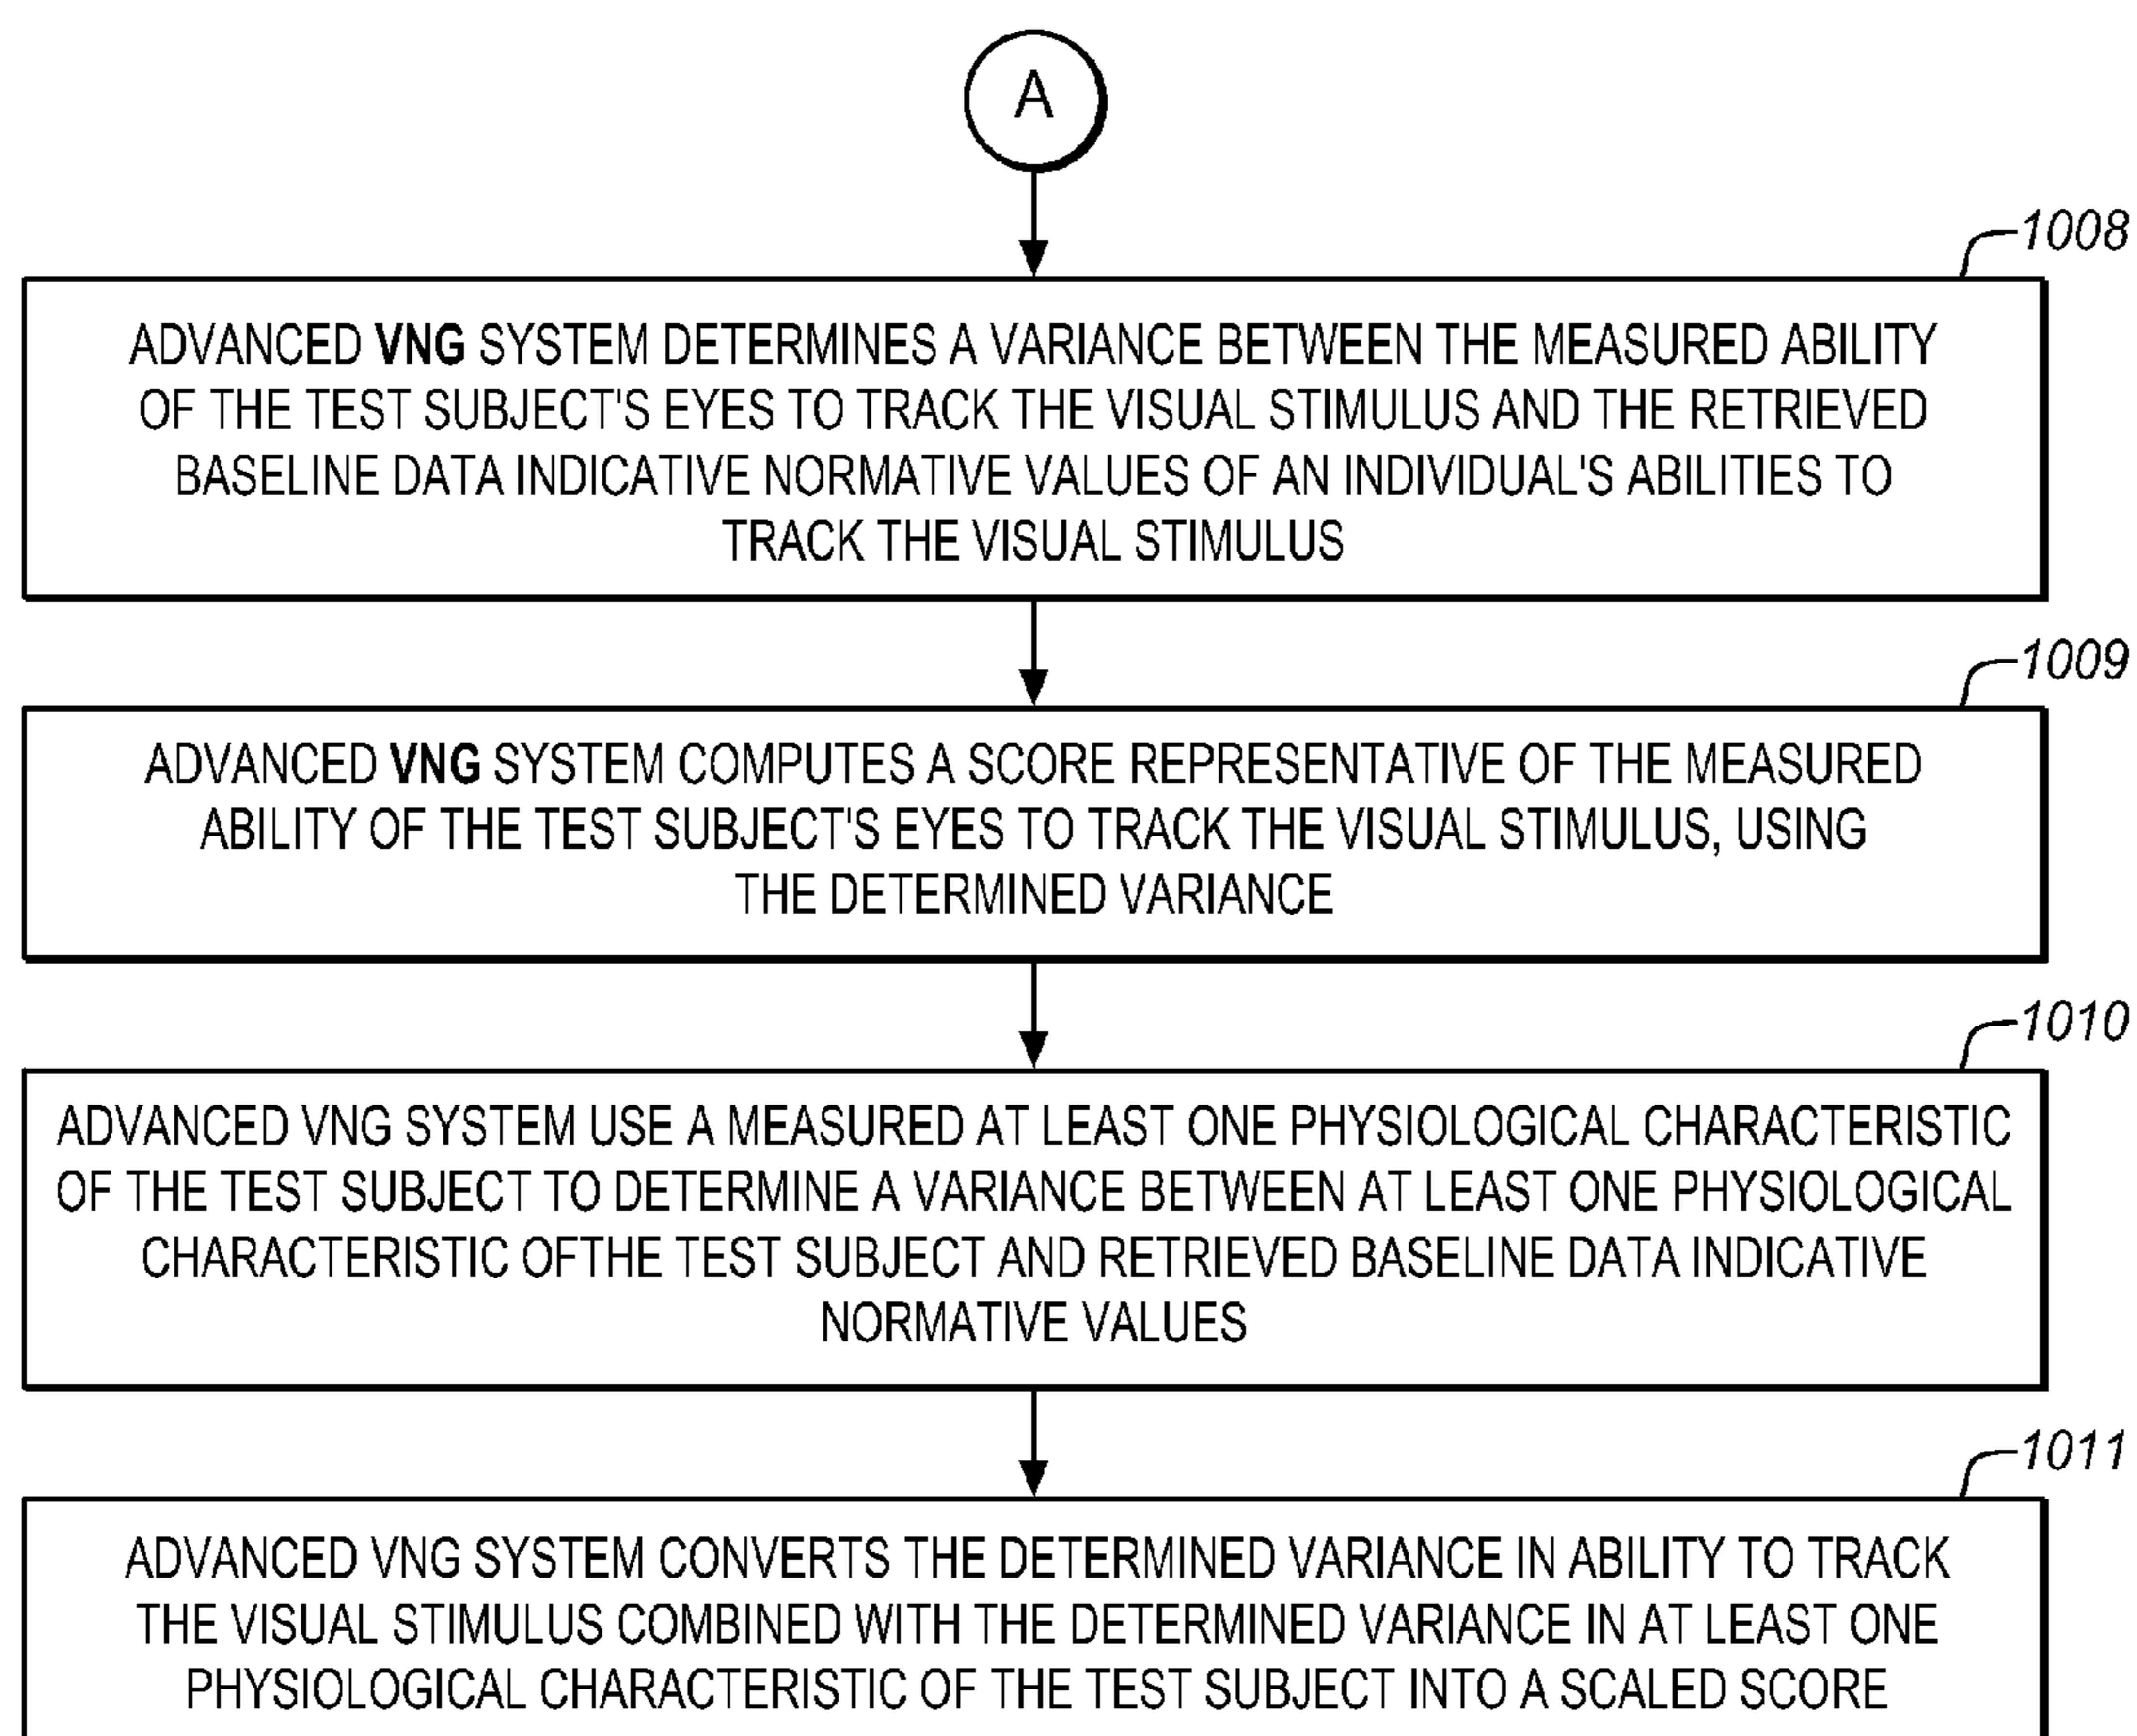 A
1008
ADVANCED VNG SYSTEM DETERMINES A VARIANCE BETWEEN THE MEASURED ABILITY
OF THE TEST SUBJECT'S EYES TO TRACK THE VISUAL STIMULUS AND THE RETRIEVED
BASELINE DATA INDICATIVE NORMATIVE VALUES OF AN INDIVIDUAL'S ABILITIES TO
TRACK THE VISUAL STIMULUS
1009
ADVANCED VNG SYSTEM COMPUTES A SCORE REPRESENTATIVE OF THE MEASURED
ABILITY OF THE TEST SUBJECT'S EYES TO TRACK THE VISUAL STIMULUS, USING
THE DETERMINED VARIANCE
1010
ADVANCED VNG SYSTEM USE A MEASURED AT LEAST ONE PHYSIOLOGICAL CHARACTERISTIC
OF THE TEST SUBJECT TO DETERMINE A VARIANCE BETWEEN AT LEAST ONE PHYSIOLOGICAL
CHARACTERISTIC OFTHE TEST SUBJECT AND RETRIEVED BASELINE DATA INDICATIVE
NORMATIVE VALUES
1011
ADVANCED VNG SYSTEM CONVERTS THE DETERMINED VARIANCE IN ABILITY TO TRACK
THE VISUAL STIMULUS COMBINED WITH THE DETERMINED VARIANCE IN AT LEAST ONE
PHYSIOLOGICAL CHARACTERISTIC OF THE TEST SUBJECT INTO A SCALED SCORE